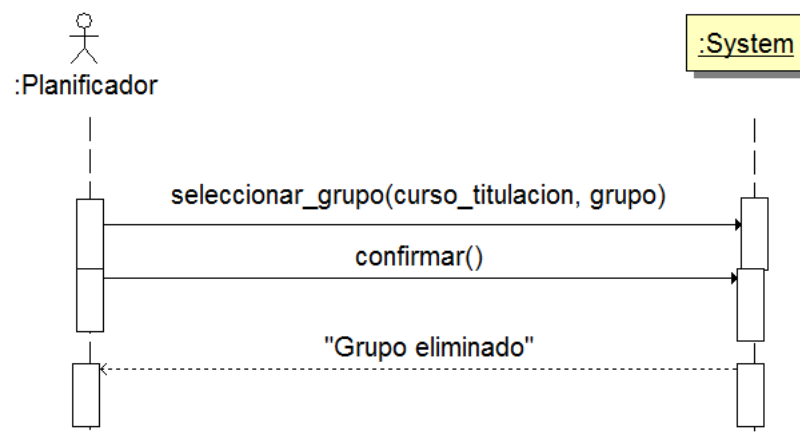 :Planificador
:System
seleccionar_grupo(curso_titulacion, grupo)
confirmar()
"Grupo eliminado"